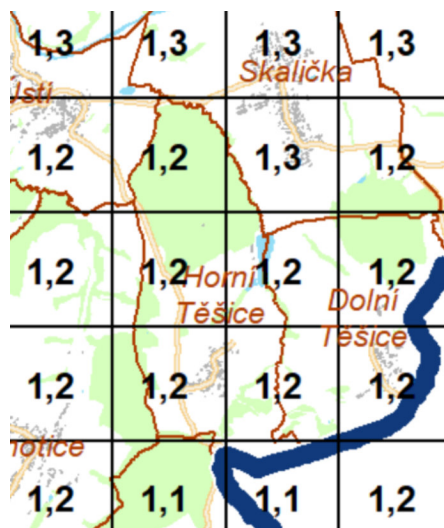 1,3 1,3 1,3 1,3
Skalička
Ústí
1,2 1,2 1,3 1,2
1,2 1,2 1,2 1,2
Horní Dolní
Těšice Těšice
1,2 1,2 1,2 1,2
notice
1,2 1,1 1,1 1,2